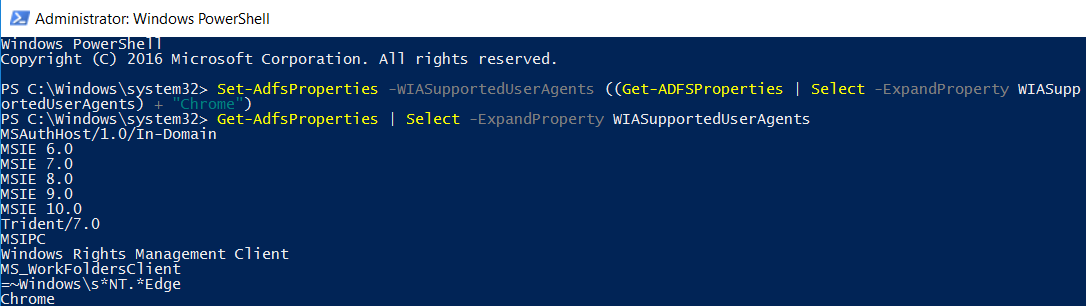 Administrator: Windows PowerShell
Windows PowerShell
Copyright (C) 2016 Microsoft Corporation. All rights reserved.
PS C:\Windows\system32> Set-AdfsProperties -WIASupportedUserAgents ((Get-ADFSProperties | Select -ExpandProperty WIASupp
ortedUserAgents) + "Chrome")
PS C:\Windows\system32> Get-AdfsProperties | Select -ExpandProperty WIASupportedUserAgents
MSAuthHost/1.0/In-Domain
MSIE 6.0
MSIE 7.0
MSIE 8.0
MSIE 9.0
MSIE 10.0
Trident/7.0
MSIPC
Windows Rights Management Client
MS_WorkFoldersClient
=~Windows\s*NT.*Edge
Chrome